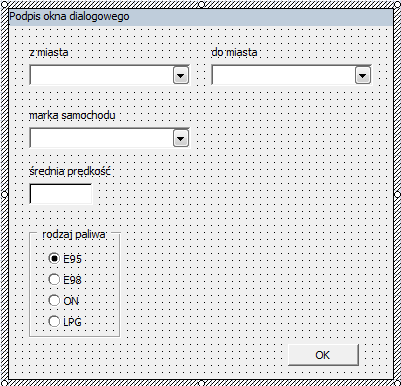 Podpis okna dialogowego
z miasta
do miasta
marka samochodu
średnia prędkość
rodzaj paliwa
E95
E98
ON
LPG
OK